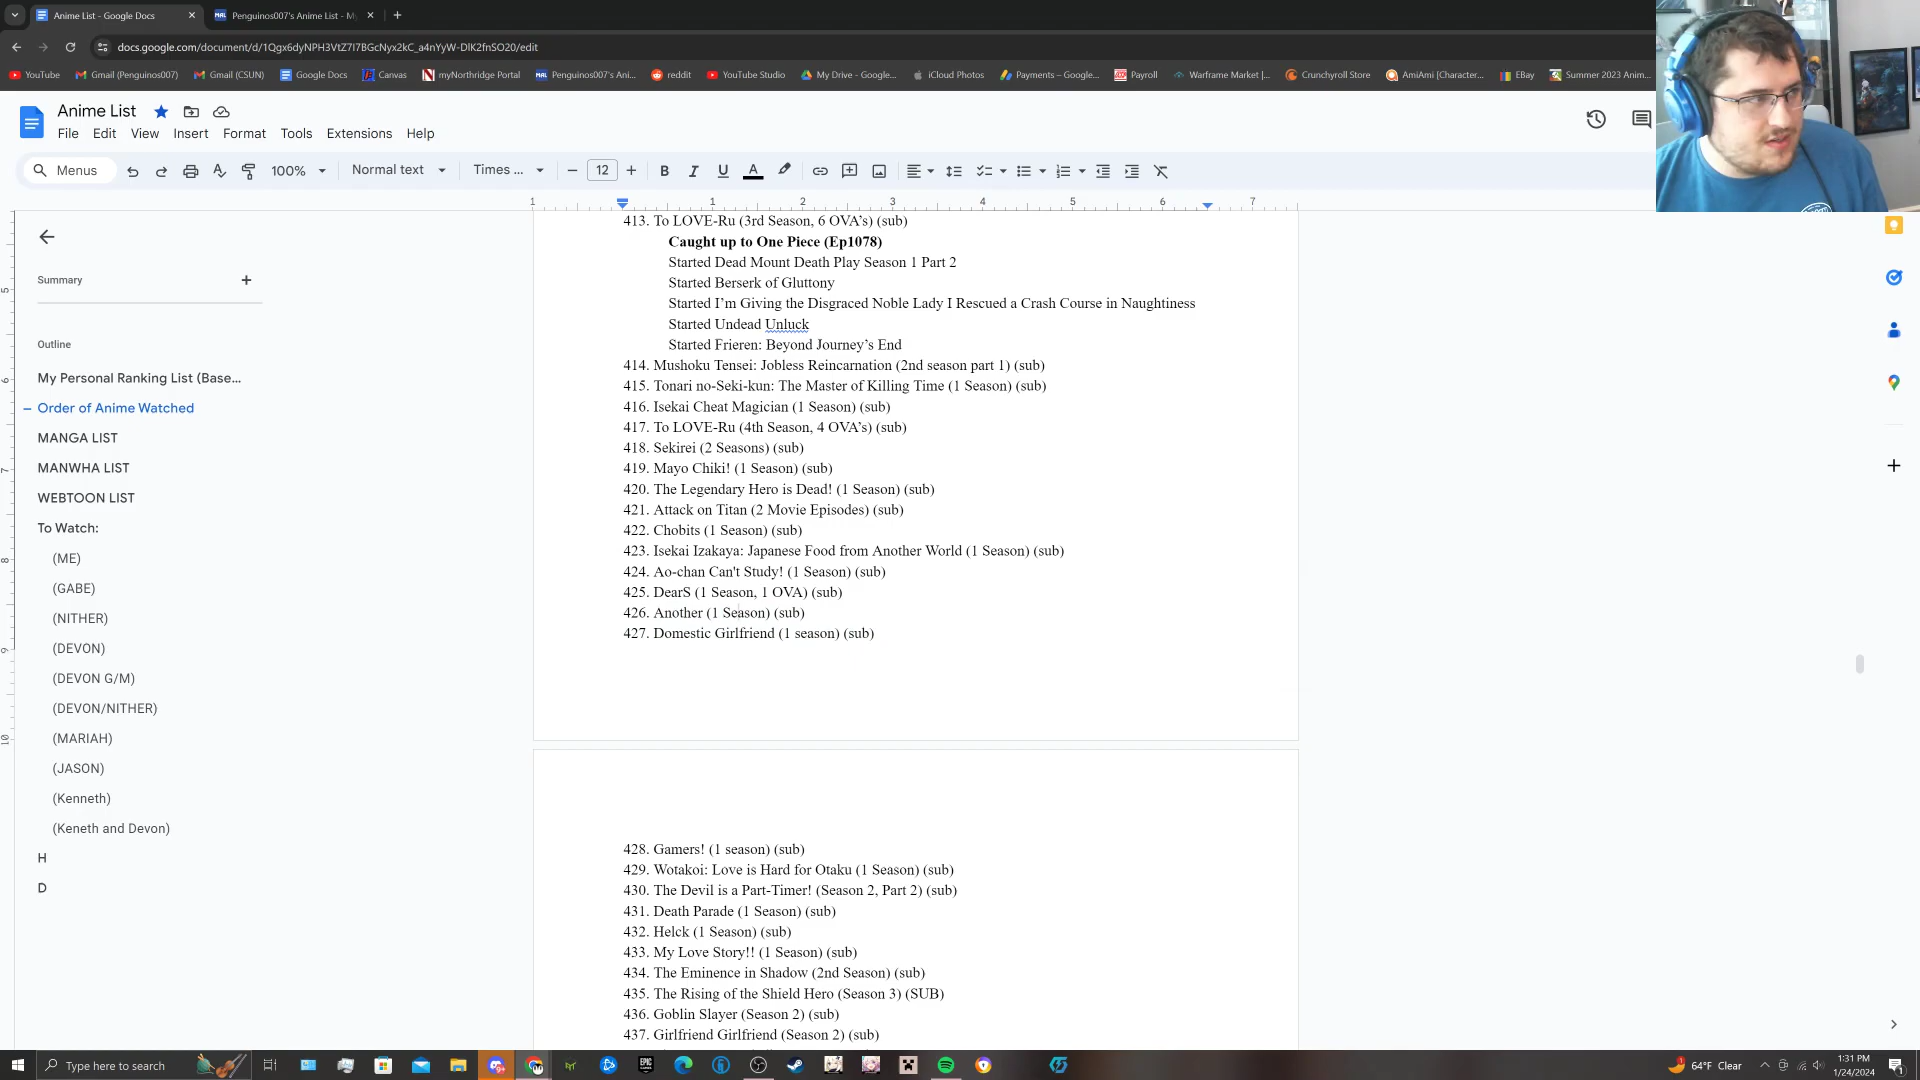 Anime List - Google Docs
Penguinos007's Anime List - My
docs.google.com/document/d/1Qgx6dyNPH3VtZ7I7BGcNyx2kC_a4nYyW-DlK2fnSO20/edit
YouTube
Gmail (Penguinos007)
Gmail (CSUN)
Google Docs
Canvas
myNorthridge Portal
Penguinos007's Ani...
reddit
YouTube Studio
My Drive - Google...
iCloud Photos
Payments – Google...
Payroll
Warframe Market |...
Crunchyroll Store
AmiAmi [Character...
EBay
Summer 2023 Anim...
Anime List
File Edit View Insert Format Tools Extensions Help
Menus
100%
Normal text
Times ...
12
1 1 2 3 4 5 6 7
Summary
Outline
My Personal Ranking List (Base...
Order of Anime Watched
MANGA LIST
MANWHA LIST
WEBTOON LIST
To Watch:
(ME)
(GABE)
(NITHER)
(DEVON)
(DEVON G/M)
(DEVON/NITHER)
(MARIAH)
(JASON)
(Kenneth)
(Keneth and Devon)
H
D
413. To LOVE-Ru (3rd Season, 6 OVA's) (sub)
Caught up to One Piece (Ep1078)
Started Dead Mount Death Play Season 1 Part 2
Started Berserk of Gluttony
Started I'm Giving the Disgraced Noble Lady I Rescued a Crash Course in Naughtiness
Started Undead Unluck
Started Frieren: Beyond Journey's End
414. Mushoku Tensei: Jobless Reincarnation (2nd season part 1) (sub)
415. Tonari no-Seki-kun: The Master of Killing Time (1 Season) (sub)
416. Isekai Cheat Magician (1 Season) (sub)
417. To LOVE-Ru (4th Season, 4 OVA's) (sub)
418. Sekirei (2 Seasons) (sub)
419. Mayo Chiki! (1 Season) (sub)
420. The Legendary Hero is Dead! (1 Season) (sub)
421. Attack on Titan (2 Movie Episodes) (sub)
422. Chobits (1 Season) (sub)
423. Isekai Izakaya: Japanese Food from Another World (1 Season) (sub)
424. Ao-chan Can't Study! (1 Season) (sub)
425. DearS (1 Season, 1 OVA) (sub)
426. Another (1 Season) (sub)
427. Domestic Girlfriend (1 season) (sub)
428. Gamers! (1 season) (sub)
429. Wotakoi: Love is Hard for Otaku (1 Season) (sub)
430. The Devil is a Part-Timer! (Season 2, Part 2) (sub)
431. Death Parade (1 Season) (sub)
432. Helck (1 Season) (sub)
433. My Love Story!! (1 Season) (sub)
434. The Eminence in Shadow (2nd Season) (sub)
435. The Rising of the Shield Hero (Season 3) (SUB)
436. Goblin Slayer (Season 2) (sub)
437. Girlfriend Girlfriend (Season 2) (sub)
Type here to search
64°F Clear
1:31 PM
1/24/2024